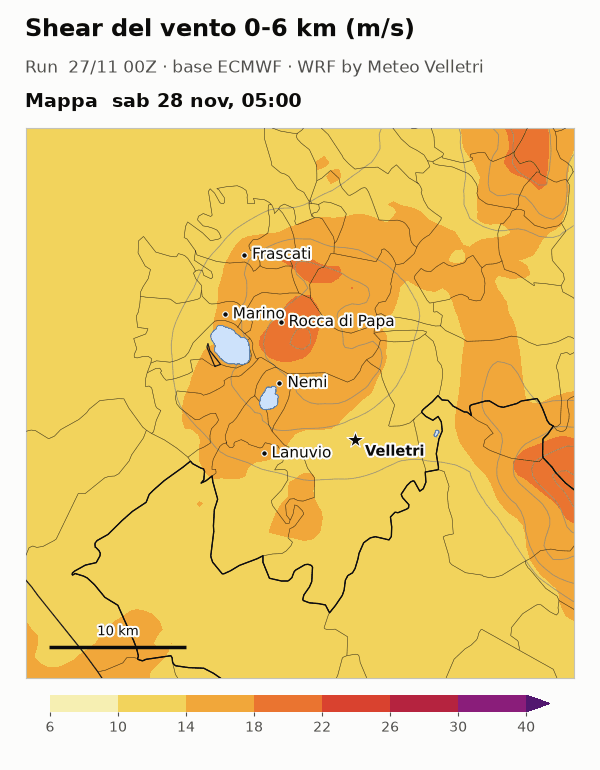 Shear del vento 0-6 km (m/s)
Run  27/11 00Z · base ECMWF · WRF by Meteo Velletri
Mappa  sab 28 nov, 05:00
Frascati
Marino
Rocca di Papa
Nemi
Velletri
Lanuvio
10 km
6 10 14 18 22 26 30 40